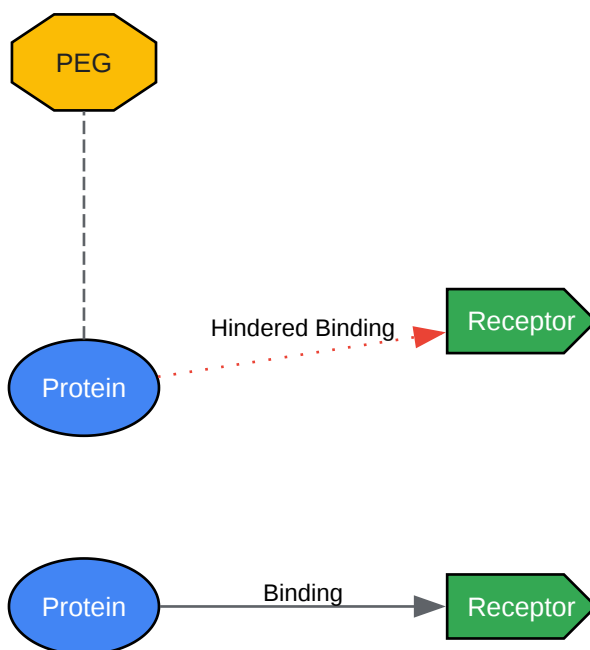 PEG
Hindered Binding
Receptor
Protein
Protein
Binding
Receptor